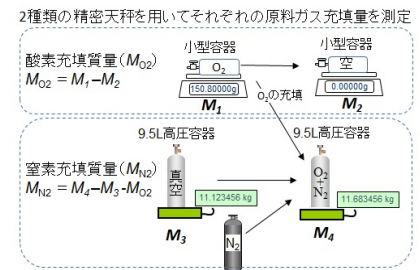 2種類の精密天秤を用いてそれぞれの原料ガス充填量を測定
酸素充填質量（MO2）
MO2 = M1–M2
小型容器
O2
150.80000g
M1
小型容器
空
0.00000g
M2
O2の充填
窒素充填質量（MN2）
MN2 = M4–M3-MO2
9.5L高圧容器
真空
11.123456 kg
M3
N2
9.5L高圧容器
O2+N2
11.683456 kg
M4